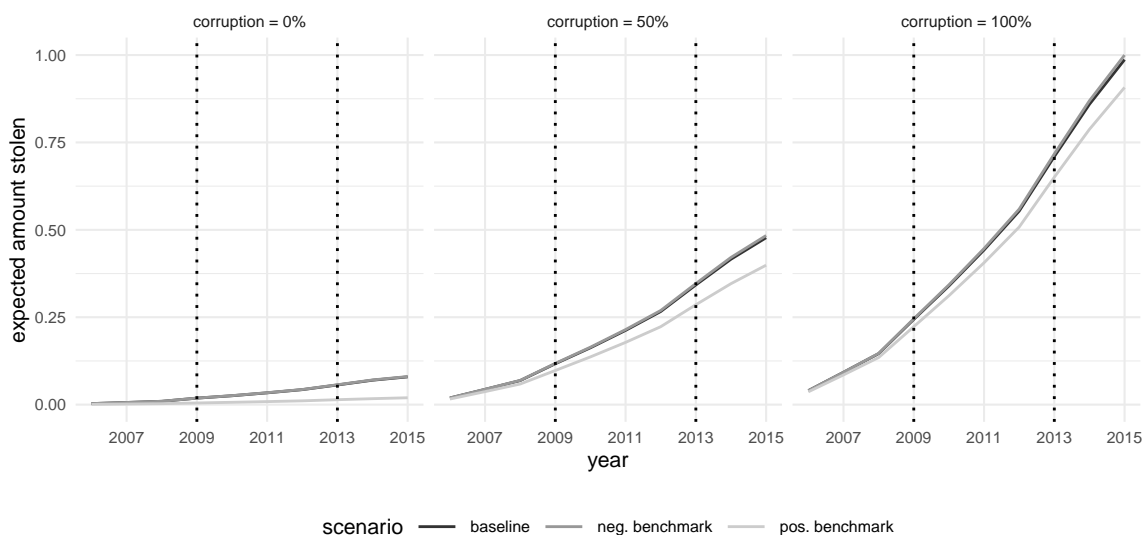 corruption = 0% corruption = 50% corruption = 100%
1.00
0.75
0.50
0.25
0.00
expected amount stolen
2007 2009 2011 2013 2015 2007 2009 2011 2013 2015 2007 2009 2011 2013 2015
year
scenario baseline neg. benchmark pos. benchmark